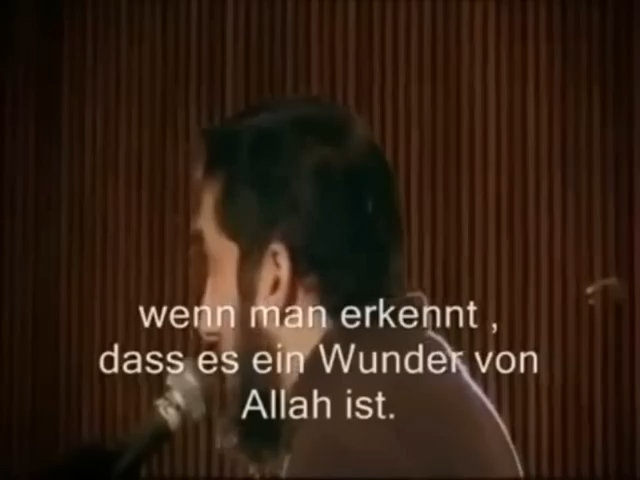 wenn man erkennt ,
dass es ein Wunder von
Allah ist.